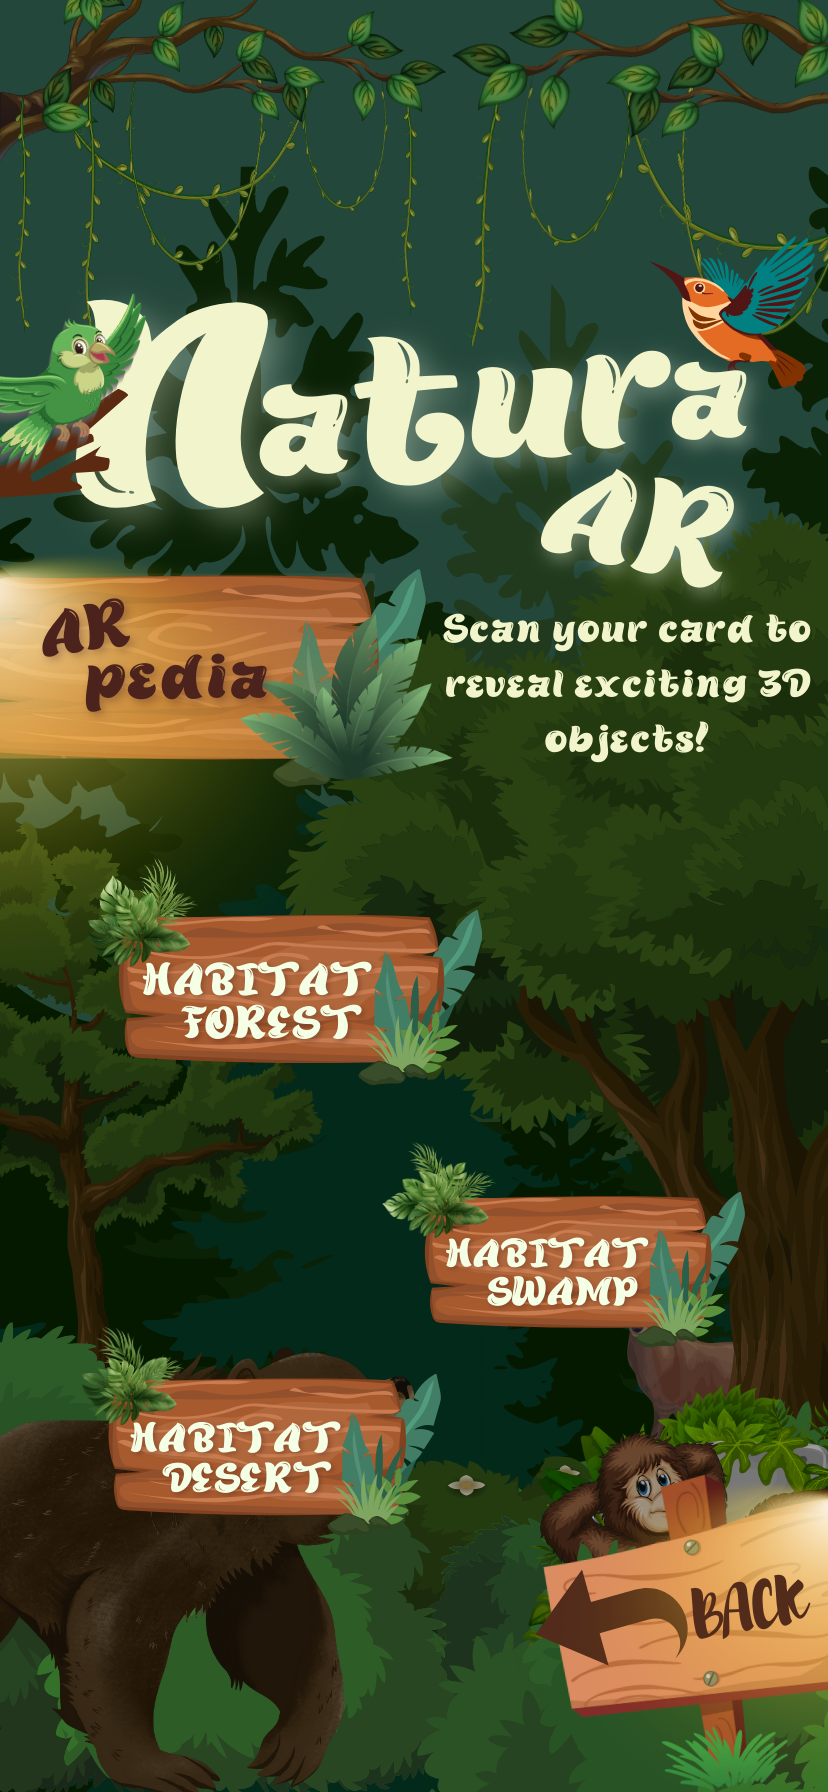 Natura
AR
AR
pedia
Scan your card to
reveal exciting 3D
objects!
HABITAT
FOREST
HABITAT
SWAMP
HABITAT
DESERT
BACK